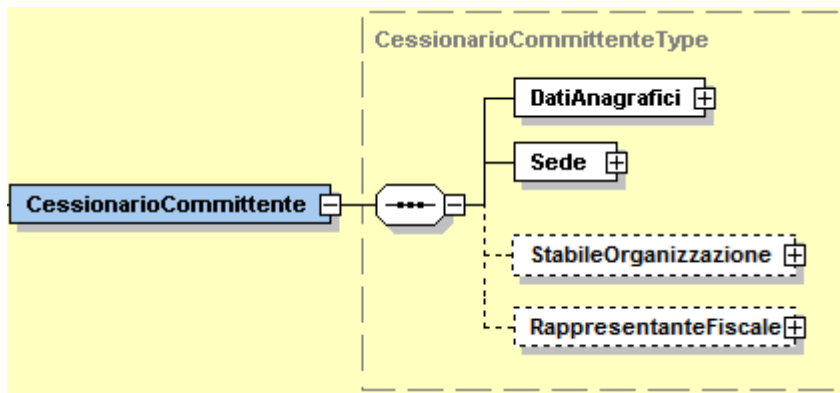 CessionarioCommittenteType
DatiAnagrafici
Sede
CessionarioCommittente
StabileOrganizzazione
RappresentanteFiscale